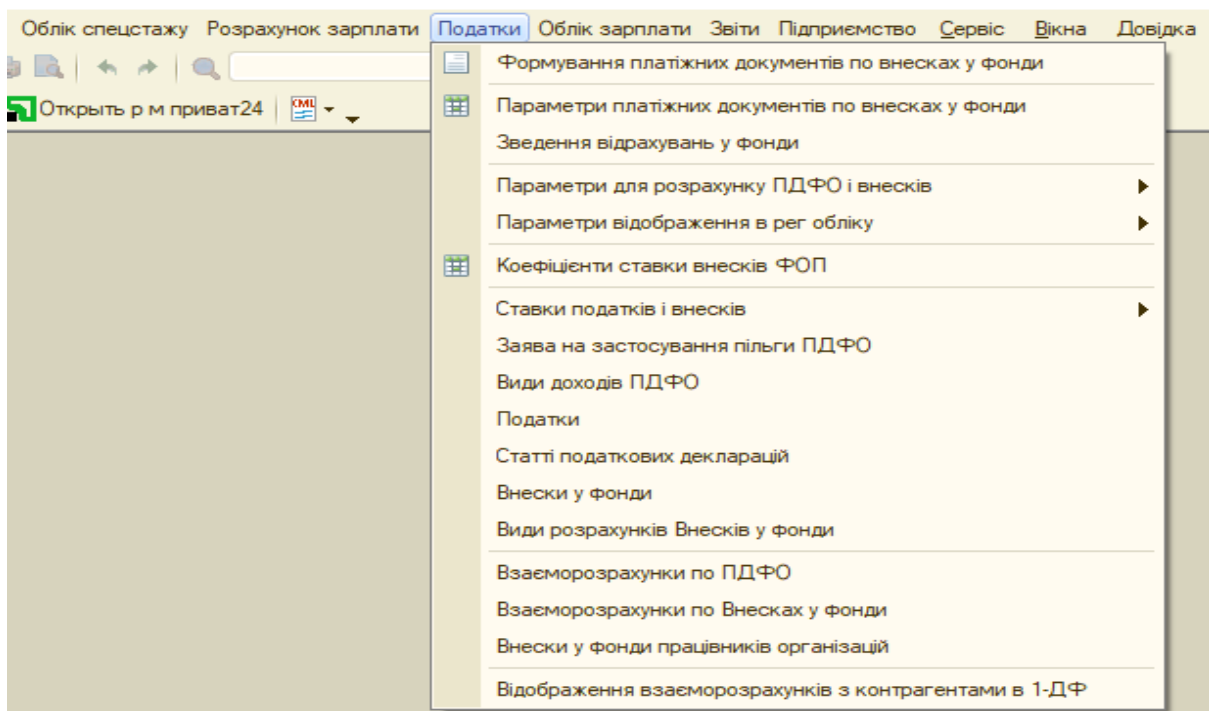 Облік спецстажу Розрахунок зарплати Податки Облік зарплати Звіти Підприємство Сервіс Вікна Довідка
Формування платіжних документів по внесках у фонди
Открыть р м приват24
XML
Параметри платіжних документів по внесках у фонди
Зведення відрахувань у фонди
Параметри для розрахунку ПДФО і внесків
Параметри відображення в рег обліку
Коефіцієнти ставки внесків ФОП
Ставки податків і внесків
Заява на застосування пільги ПДФО
Види доходів ПДФО
Податки
Статті податкових декларацій
Внески у фонди
Види розрахунків Внесків у фонди
Взаєморозрахунки по ПДФО
Взаєморозрахунки по Внесках у фонди
Внески у фонди працівників організацій
Відображення взаєморозрахунків з контрагентами в 1-ДФ